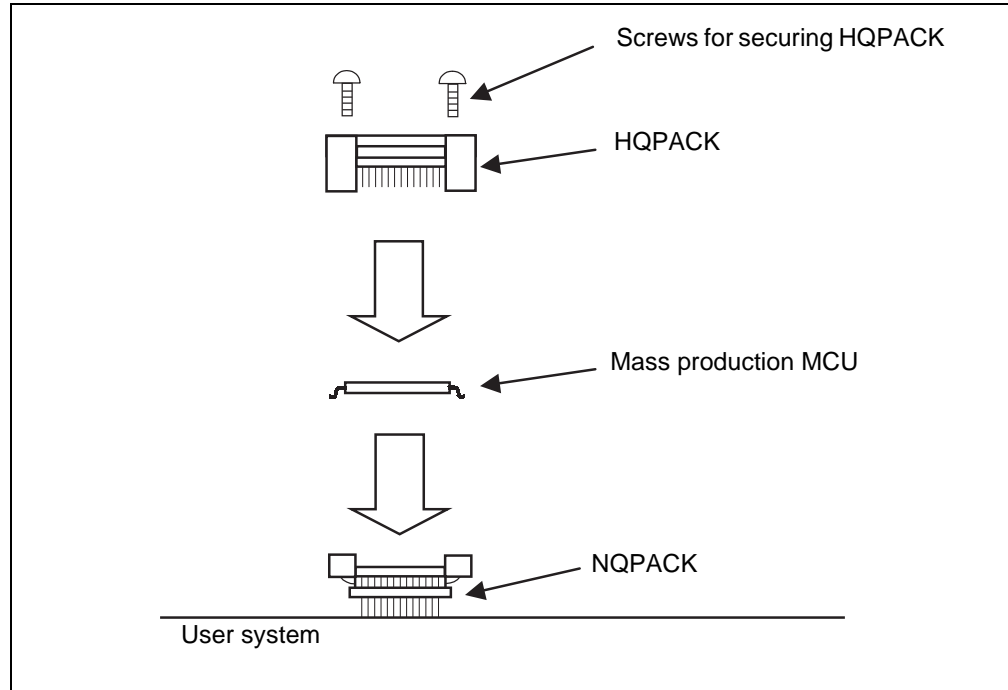 Screws for securing HQPACK
HQPACK
Mass production MCU
NQPACK
User system